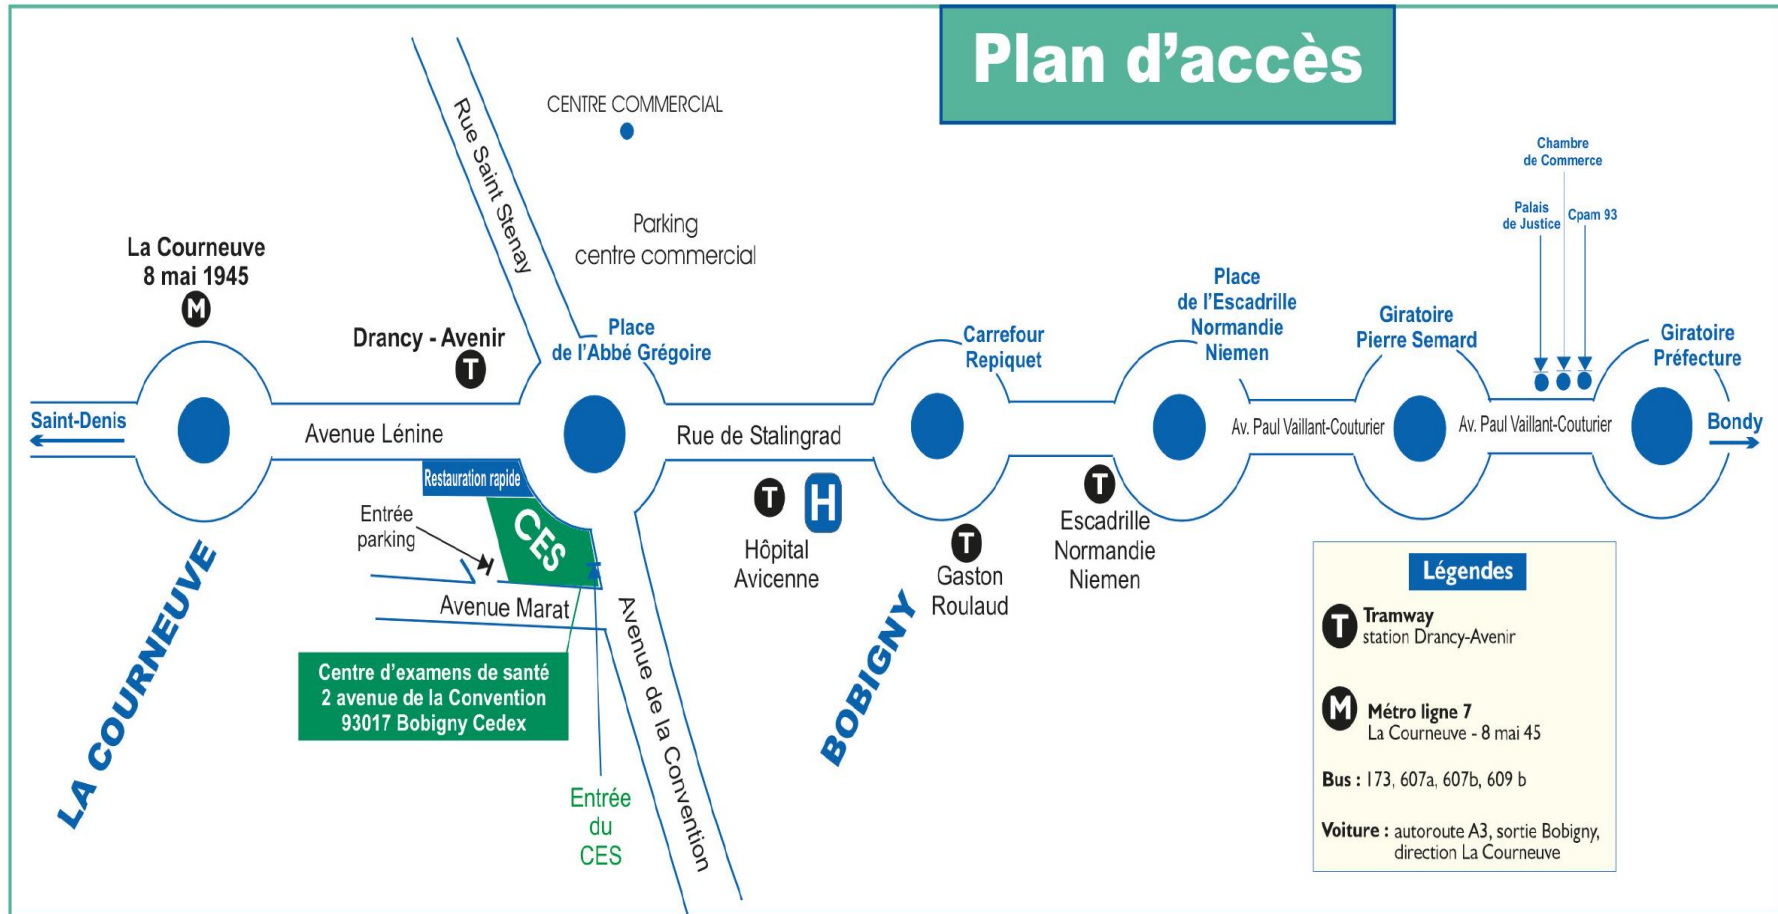 Plan d’accès
CENTRE COMMERCIAL
Rue Saint Stenay
Parking
centre commercial
Chambre
de Commerce
Palais
de Justice
Cpam 93
La Courneuve
8 mai 1945
M
Drancy - Avenir
T
Place
de l’Abbé Grégoire
Carrefour
Repiquet
Place
de l’Escadrille
Normandie
Niemen
Giratoire
Pierre Semard
Giratoire
Préfecture
Saint-Denis
Avenue Lénine
Rue de Stalingrad
Av. Paul Vaillant-Couturier
Av. Paul Vaillant-Couturier
Bondy
Restauration rapide
CES
Entrée
parking
Avenue Marat
T
H
Hôpital
Avicenne
T
Gaston
Roulaud
T
Escadrille
Normandie
Niemen
LA COURNEUVE
BOBIGNY
Avenue de la Convention
Centre d’examens de santé
2 avenue de la Convention
93017 Bobigny Cedex
Entrée
du
CES
Légendes
T
Tramway
station Drancy-Avenir
M
Métro ligne 7
La Courneuve - 8 mai 45
Bus : 173, 607a, 607b, 609 b
Voiture : autoroute A3, sortie Bobigny,
direction La Courneuve